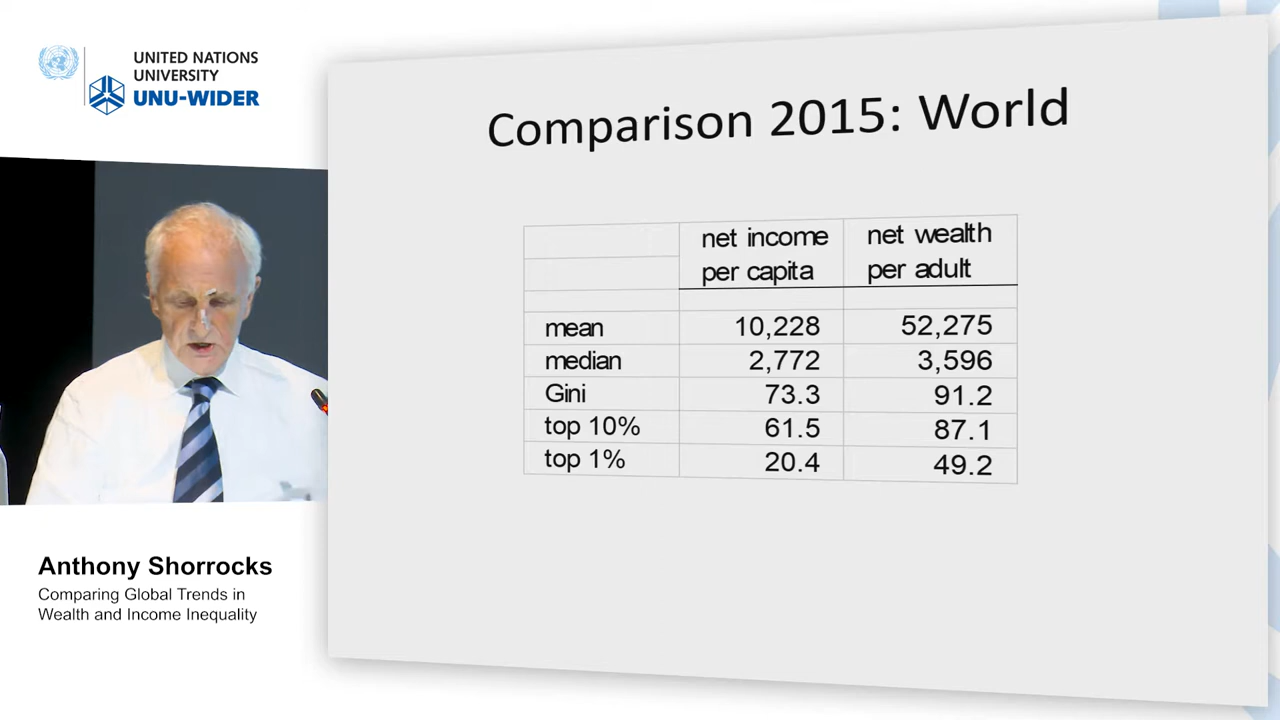 UNITED NATIONS
UNIVERSITY
UNU-WIDER
Comparison 2015: World
net income net wealth
per capita per adult
mean 10,228 52,275
median 2,772 3,596
Gini 73.3 91.2
top 10% 61.5 87.1
top 1% 20.4 49.2
Anthony Shorrocks
Comparing Global Trends in
Wealth and Income Inequality